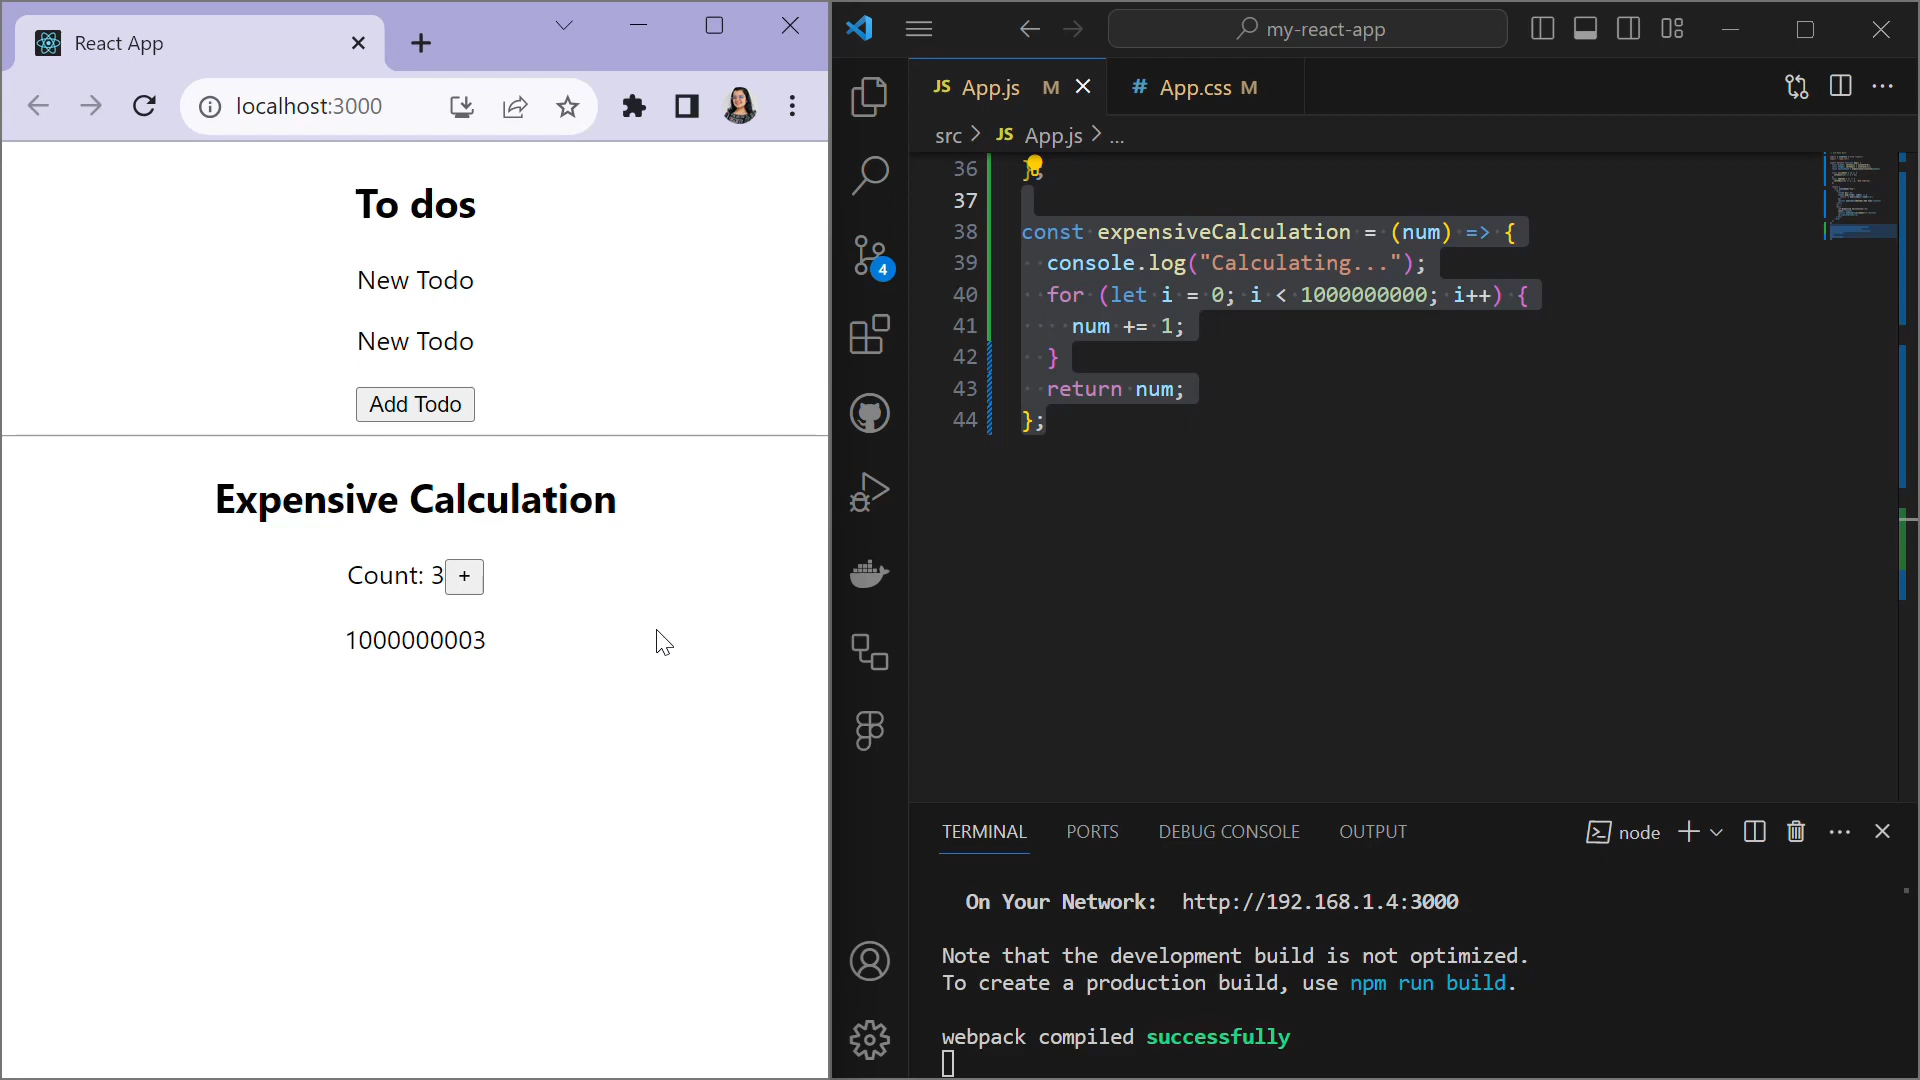 React App
localhost:3000
To dos
New Todo
New Todo
Add Todo
Expensive Calculation
Count: 3 +
1000000003
my-react-app
JS App.js M
# App.css M
src > JS App.js > ...
4
36 };
37
38 const expensiveCalculation = (num) => {
39 console.log("Calculating...");
40 for (let i = 0; i < 1000000000; i++) {
41 num += 1;
42 }
43 return num;
44 };
TERMINAL PORTS DEBUG CONSOLE OUTPUT
node
On Your Network: http://192.168.1.4:3000
Note that the development build is not optimized.
To create a production build, use npm run build.
webpack compiled successfully